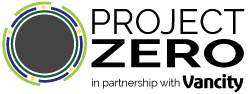 PROJECT
ZERO
in partnership with Vancity